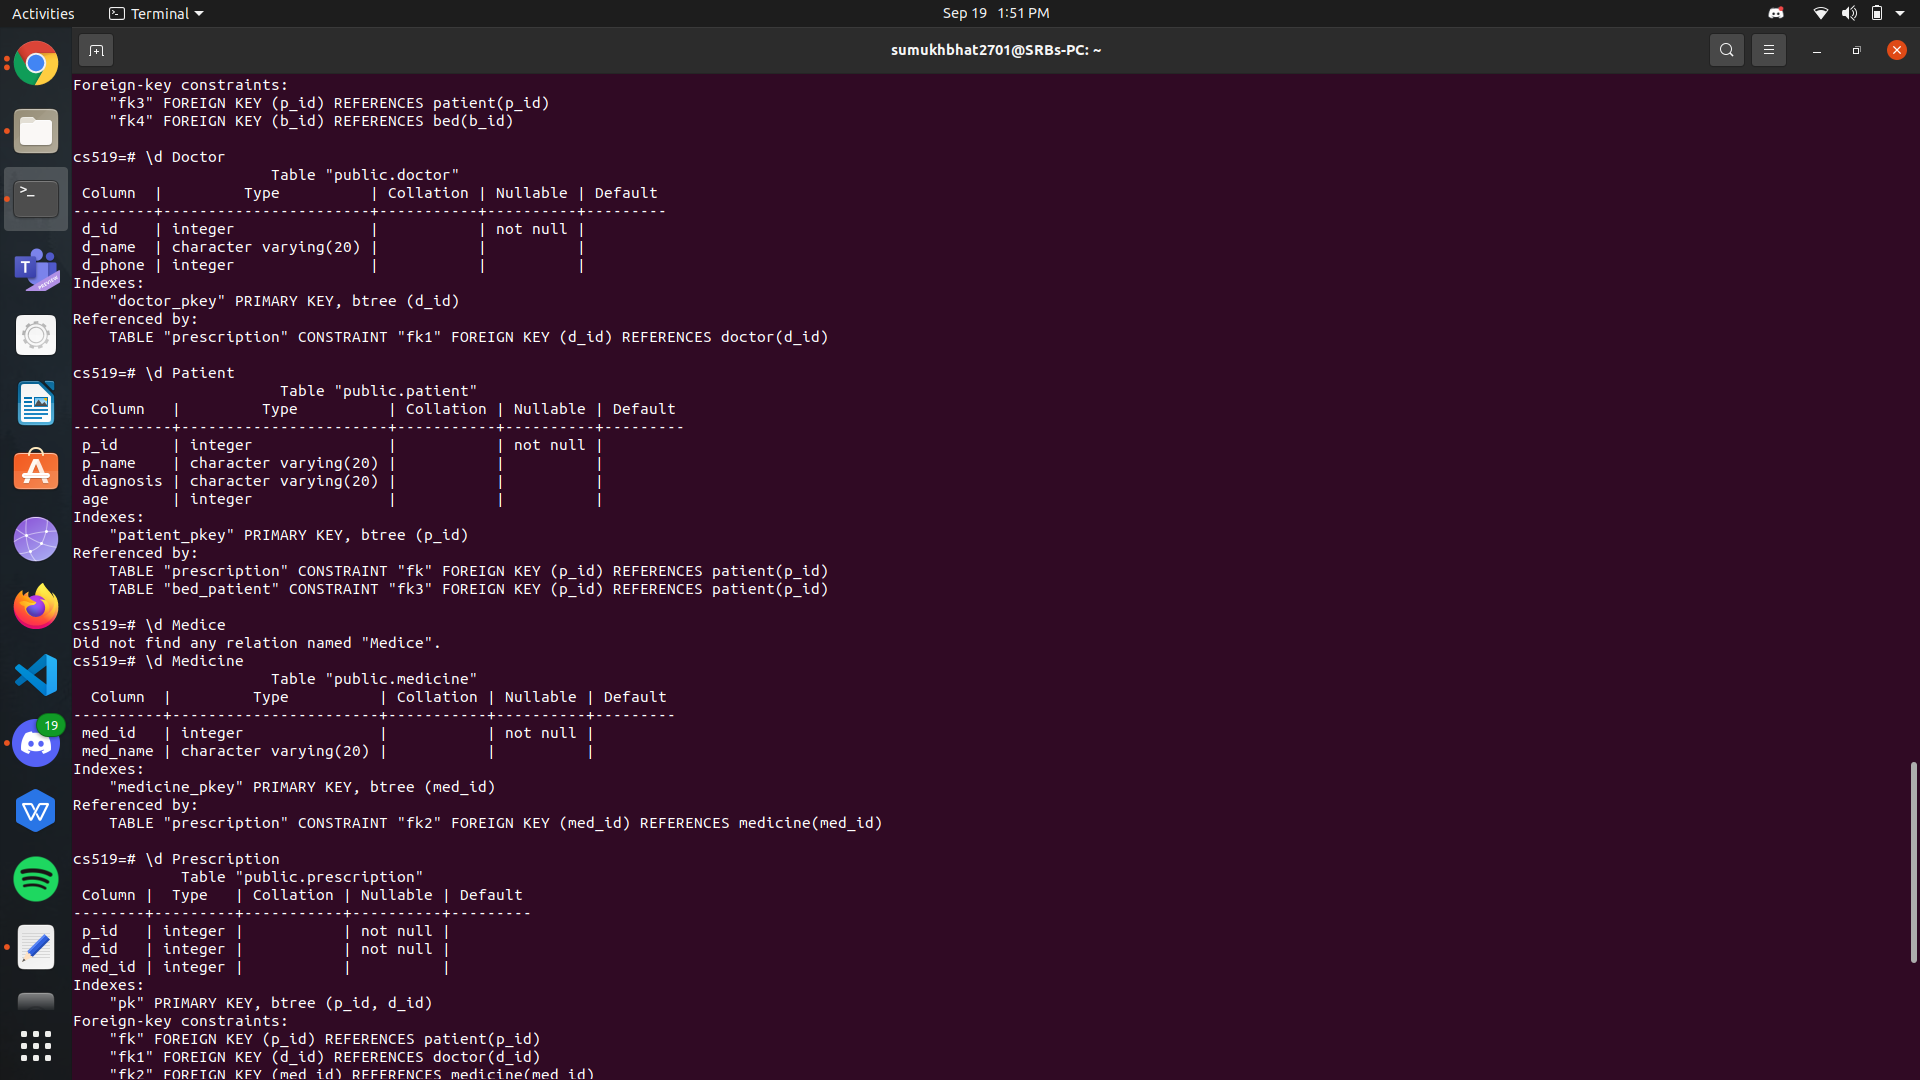 Activities Terminal Sep 19 1:51 PM
sumukhbhat2701@SRBs-PC: ~
Foreign-key constraints:
    "fk3" FOREIGN KEY (p_id) REFERENCES patient(p_id)
    "fk4" FOREIGN KEY (b_id) REFERENCES bed(b_id)

cs519=# \d Doctor
                      Table "public.doctor"
 Column  |         Type          | Collation | Nullable | Default
---------+-----------------------+-----------+----------+---------
 d_id    | integer               |           | not null |
 d_name  | character varying(20) |           |          |
 d_phone | integer               |           |          |
Indexes:
    "doctor_pkey" PRIMARY KEY, btree (d_id)
Referenced by:
    TABLE "prescription" CONSTRAINT "fk1" FOREIGN KEY (d_id) REFERENCES doctor(d_id)

cs519=# \d Patient
                       Table "public.patient"
  Column   |         Type          | Collation | Nullable | Default
-----------+-----------------------+-----------+----------+---------
 p_id      | integer               |           | not null |
 p_name    | character varying(20) |           |          |
 diagnosis | character varying(20) |           |          |
 age       | integer               |           |          |
Indexes:
    "patient_pkey" PRIMARY KEY, btree (p_id)
Referenced by:
    TABLE "prescription" CONSTRAINT "fk" FOREIGN KEY (p_id) REFERENCES patient(p_id)
    TABLE "bed_patient" CONSTRAINT "fk3" FOREIGN KEY (p_id) REFERENCES patient(p_id)

cs519=# \d Medice
Did not find any relation named "Medice".
cs519=# \d Medicine
                      Table "public.medicine"
  Column  |         Type          | Collation | Nullable | Default
----------+-----------------------+-----------+----------+---------
 med_id   | integer               |           | not null |
 med_name | character varying(20) |           |          |
Indexes:
    "medicine_pkey" PRIMARY KEY, btree (med_id)
Referenced by:
    TABLE "prescription" CONSTRAINT "fk2" FOREIGN KEY (med_id) REFERENCES medicine(med_id)

cs519=# \d Prescription
            Table "public.prescription"
 Column |  Type   | Collation | Nullable | Default
--------+---------+-----------+----------+---------
 p_id   | integer |           | not null |
 d_id   | integer |           | not null |
 med_id | integer |           |          |
Indexes:
    "pk" PRIMARY KEY, btree (p_id, d_id)
Foreign-key constraints:
    "fk" FOREIGN KEY (p_id) REFERENCES patient(p_id)
    "fk1" FOREIGN KEY (d_id) REFERENCES doctor(d_id)
    "fk2" FOREIGN KEY (med_id) REFERENCES medicine(med_id)
>_
T
PREVIEW
19
W